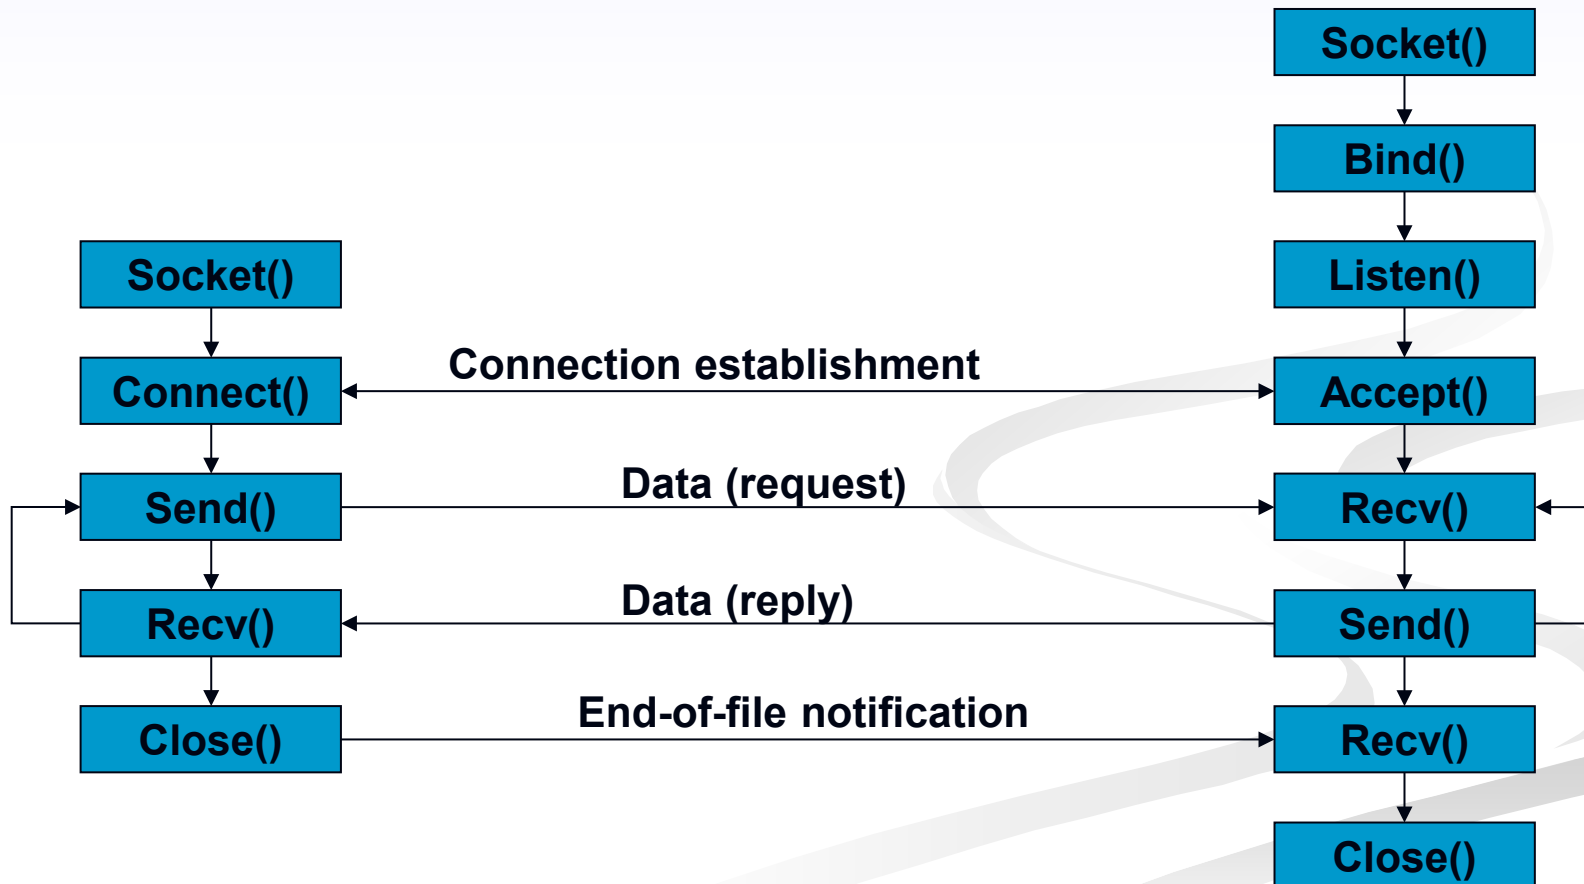 Socket()
Bind()
Socket()
Listen()
Connection establishment
Connect()
Accept()
Data (request)
Send()
Recv()
Data (reply)
Recv()
Send()
End-of-file notification
Close()
Recv()
Close()